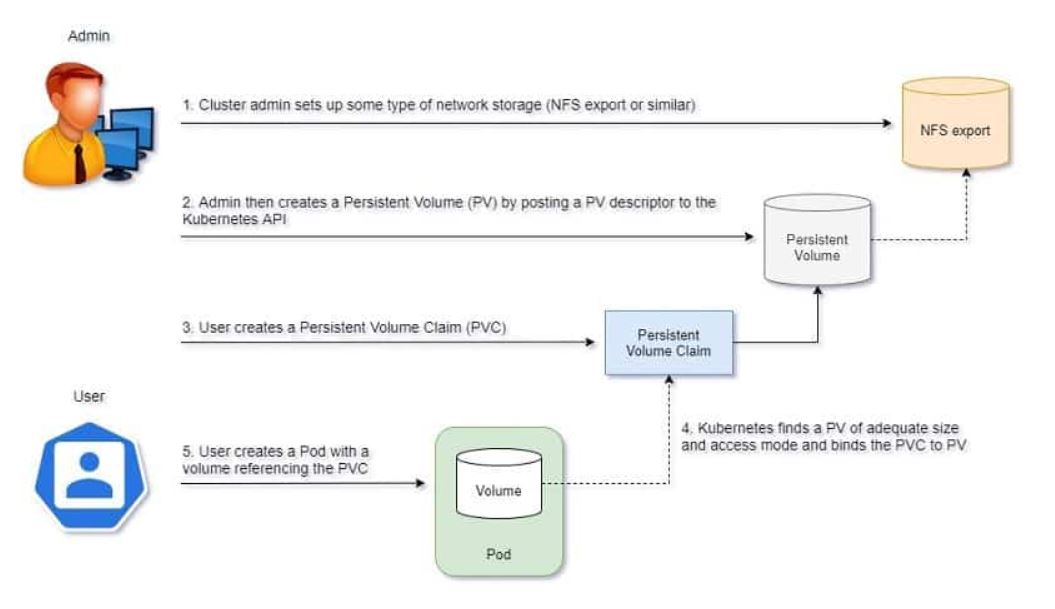 Admin
1. Cluster admin sets up some type of network storage (NFS export or similar)
NFS export
2. Admin then creates a Persistent Volume (PV) by posting a PV descriptor to the
Kubernetes API
Persistent
Volume
3. User creates a Persistent Volume Claim (PVC)
Persistent
Volume Claim
User
4. Kubernetes finds a PV of adequate size
and access mode and binds the PVC to PV
5. User creates a Pod with a
volume referencing the PVC
Volume
Pod